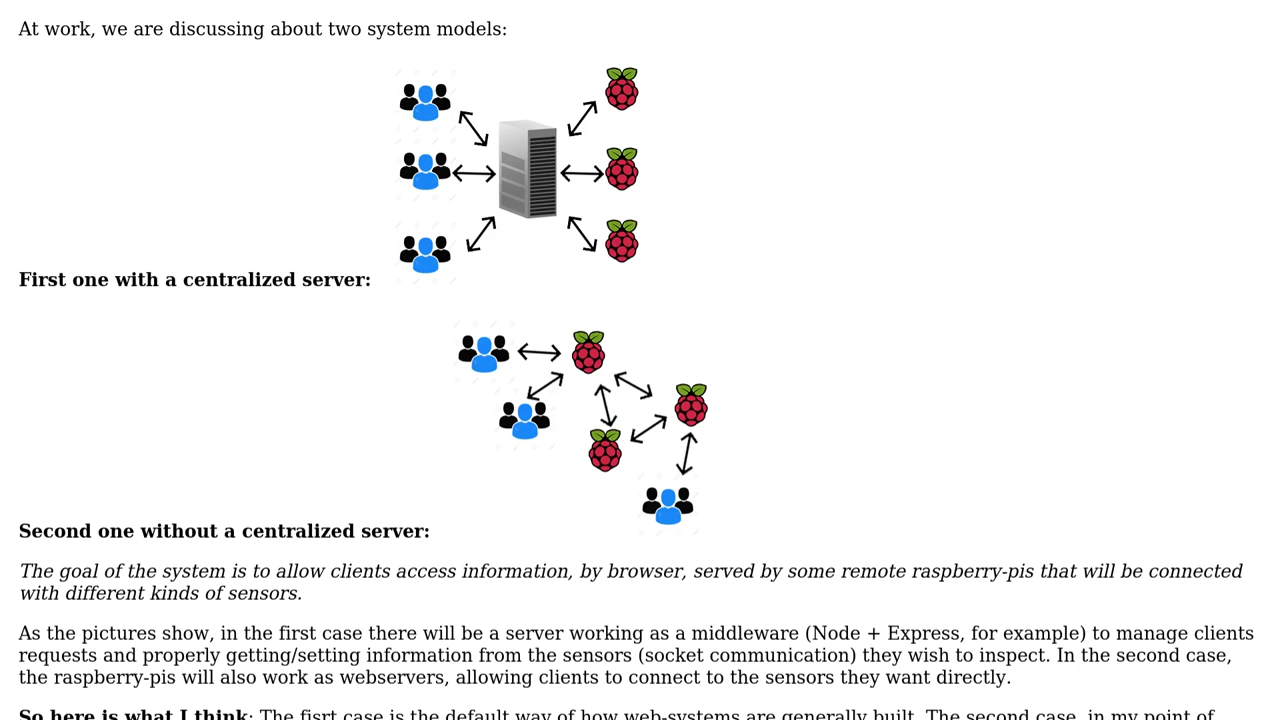 At work, we are discussing about two system models:
First one with a centralized server:
Second one without a centralized server:
The goal of the system is to allow clients access information, by browser, served by some remote raspberry-pis that will be connected
with different kinds of sensors.
As the pictures show, in the first case there will be a server working as a middleware (Node + Express, for example) to manage clients
requests and properly getting/setting information from the sensors (socket communication) they wish to inspect. In the second case,
the raspberry-pis will also work as webservers, allowing clients to connect to the sensors they want directly.
So here is what I think: The fisrt case is the default way of how web-systems are generally built. The second case, in my point of